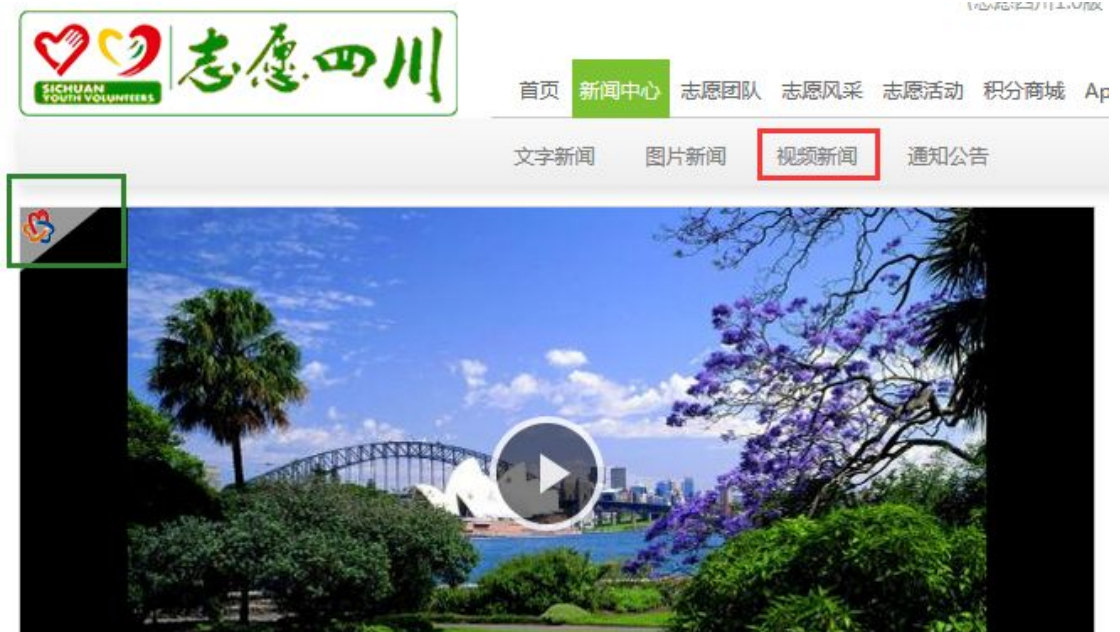 志愿四川
SICHUAN
YOUTH VOLUNTEERS
首页 新闻中心 志愿团队 志愿风采 志愿活动 积分商城 Ap
文字新闻 图片新闻 视频新闻 通知公告